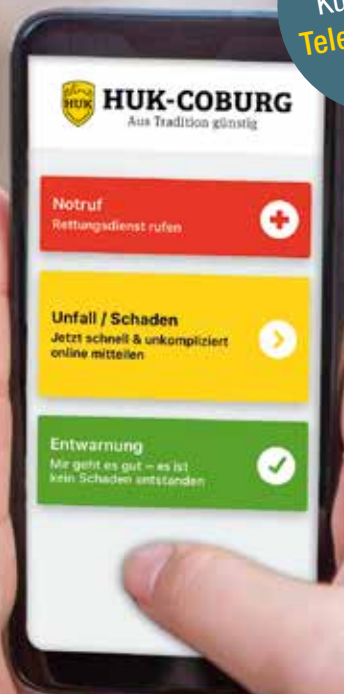 Tele
HUK
HUK-COBURG
Aus Tradition günstig
Notruf
Rettungsdienst rufen
Unfall / Schaden
Jetzt schnell & unkompliziert
online mitteilen
Entwarnung
Mir geht es gut – es ist
kein Schaden entstanden